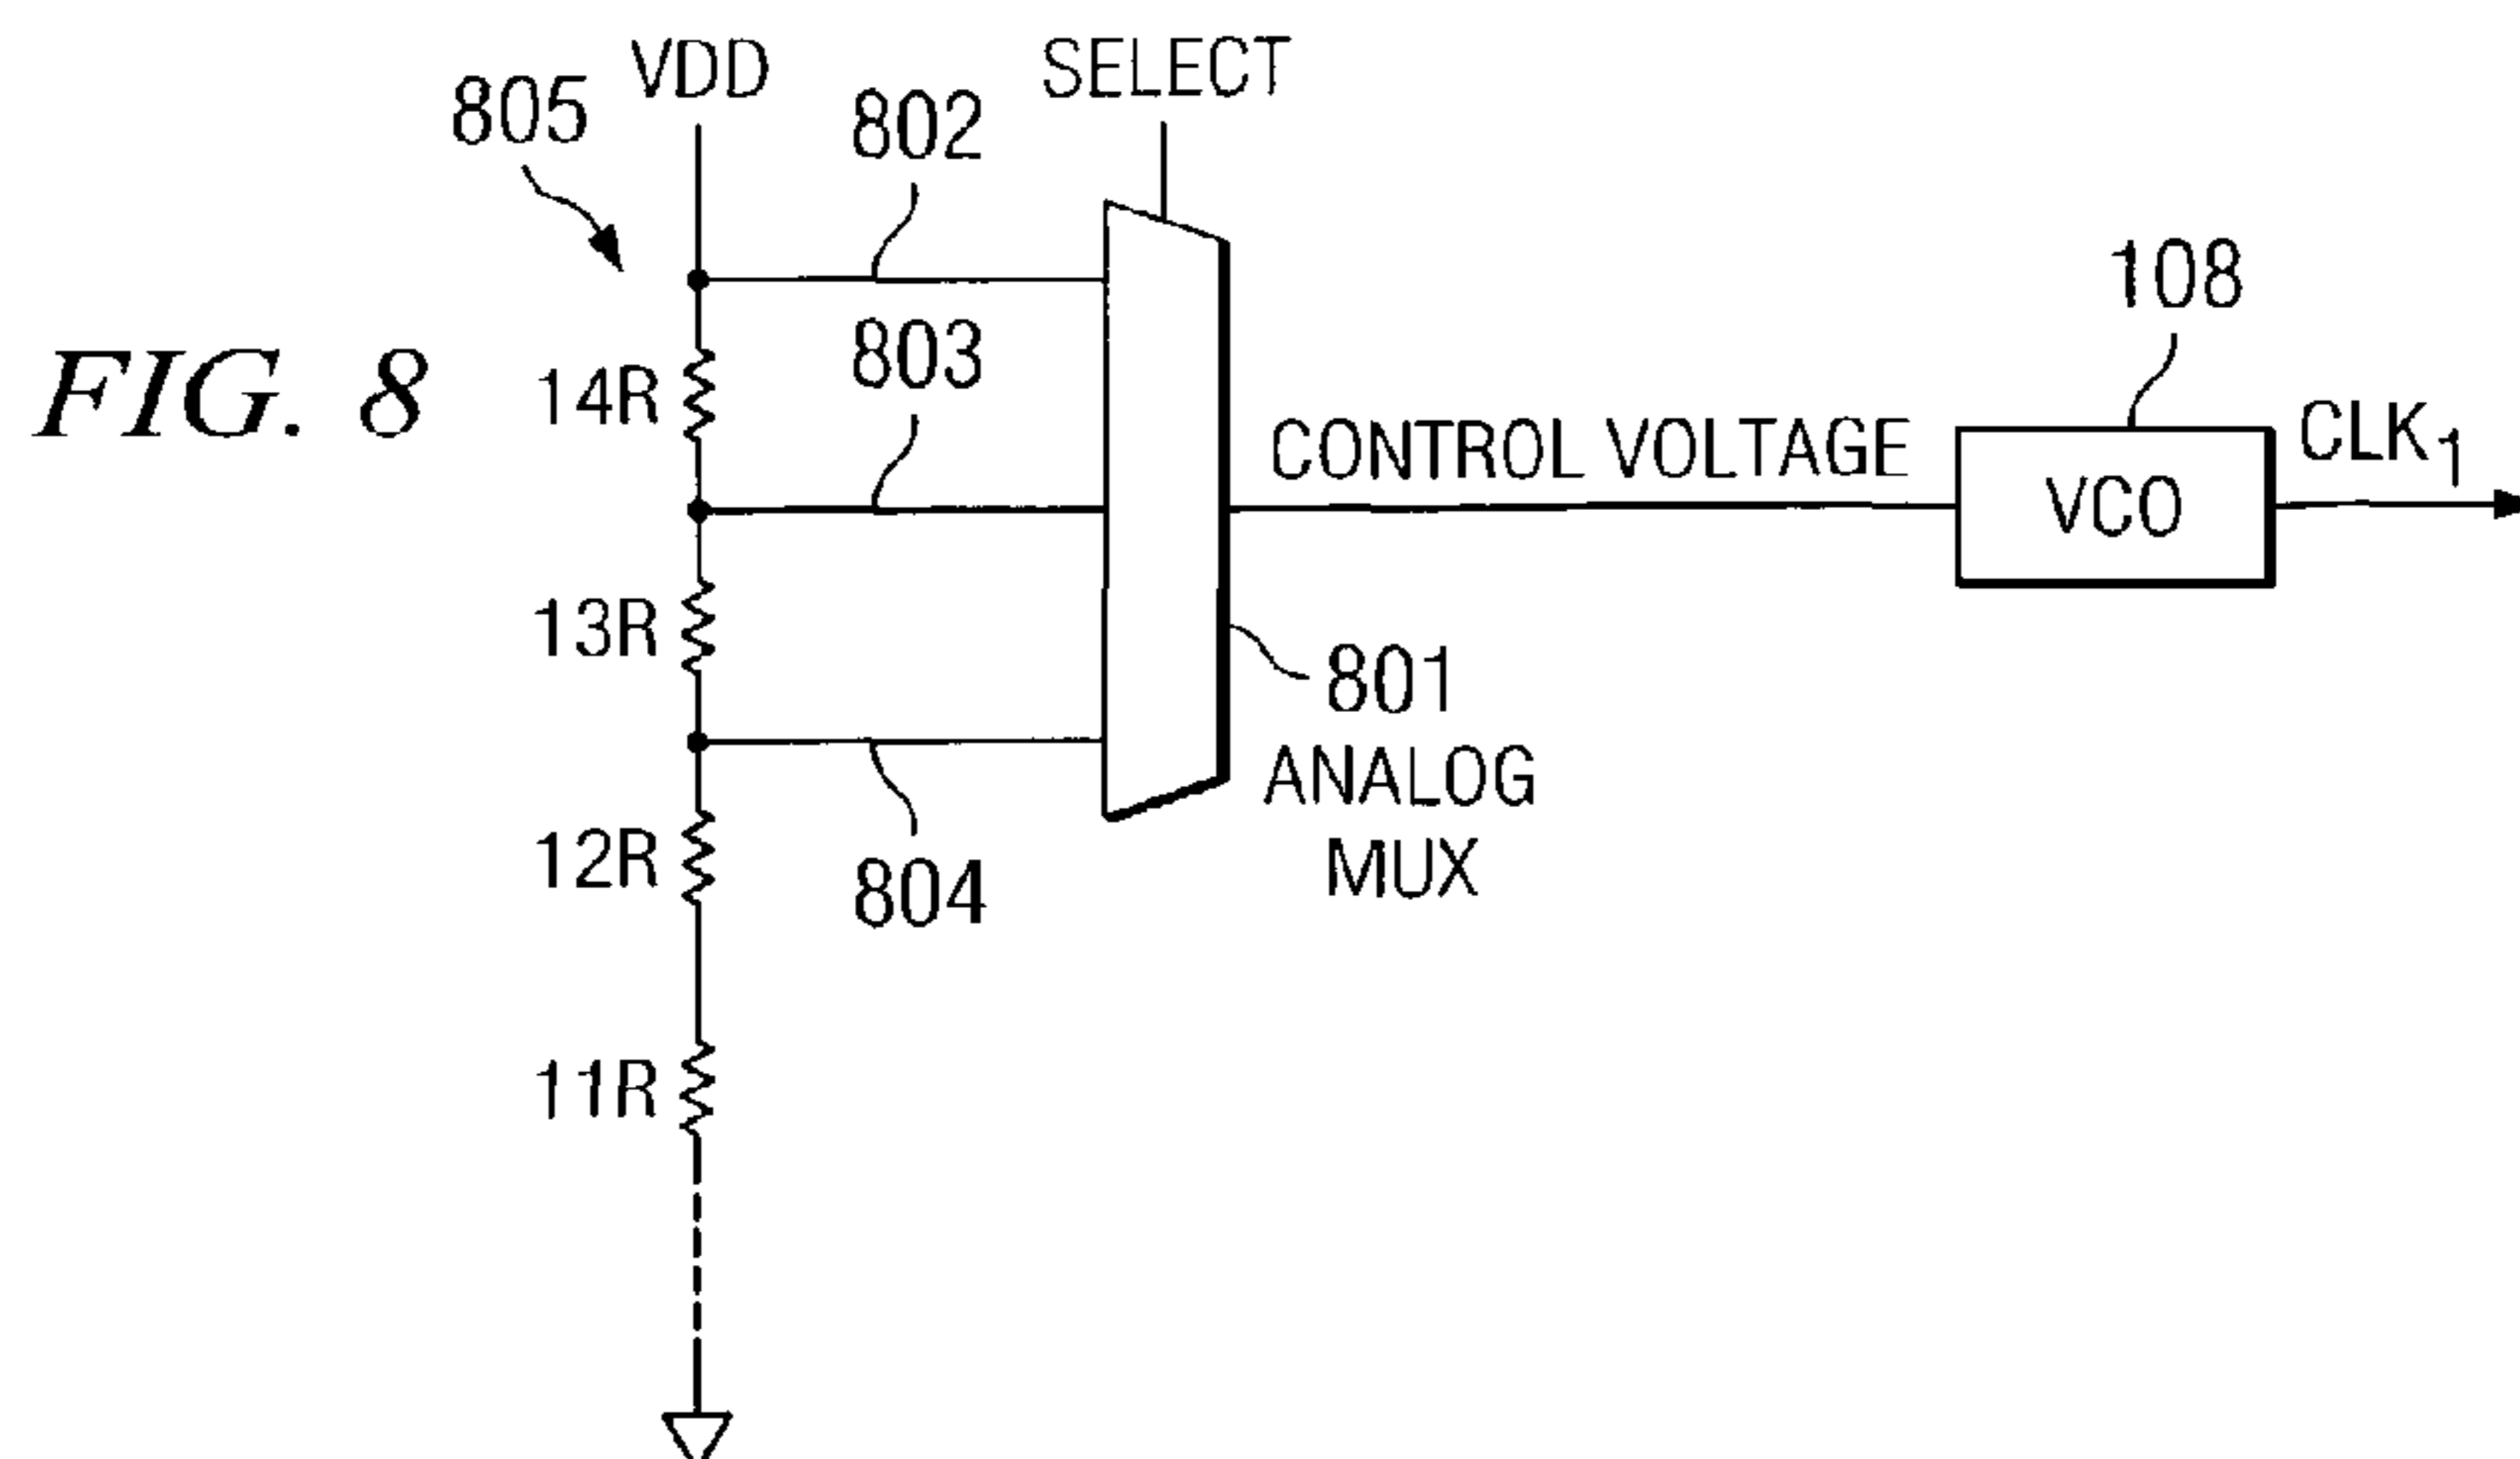 VDD
SELECT
805
802
108
803
FIG. 8
14R
CONTROL VOLTAGE
CLK1
VCO
13R
801
ANALOG
MUX
12R
804
11R